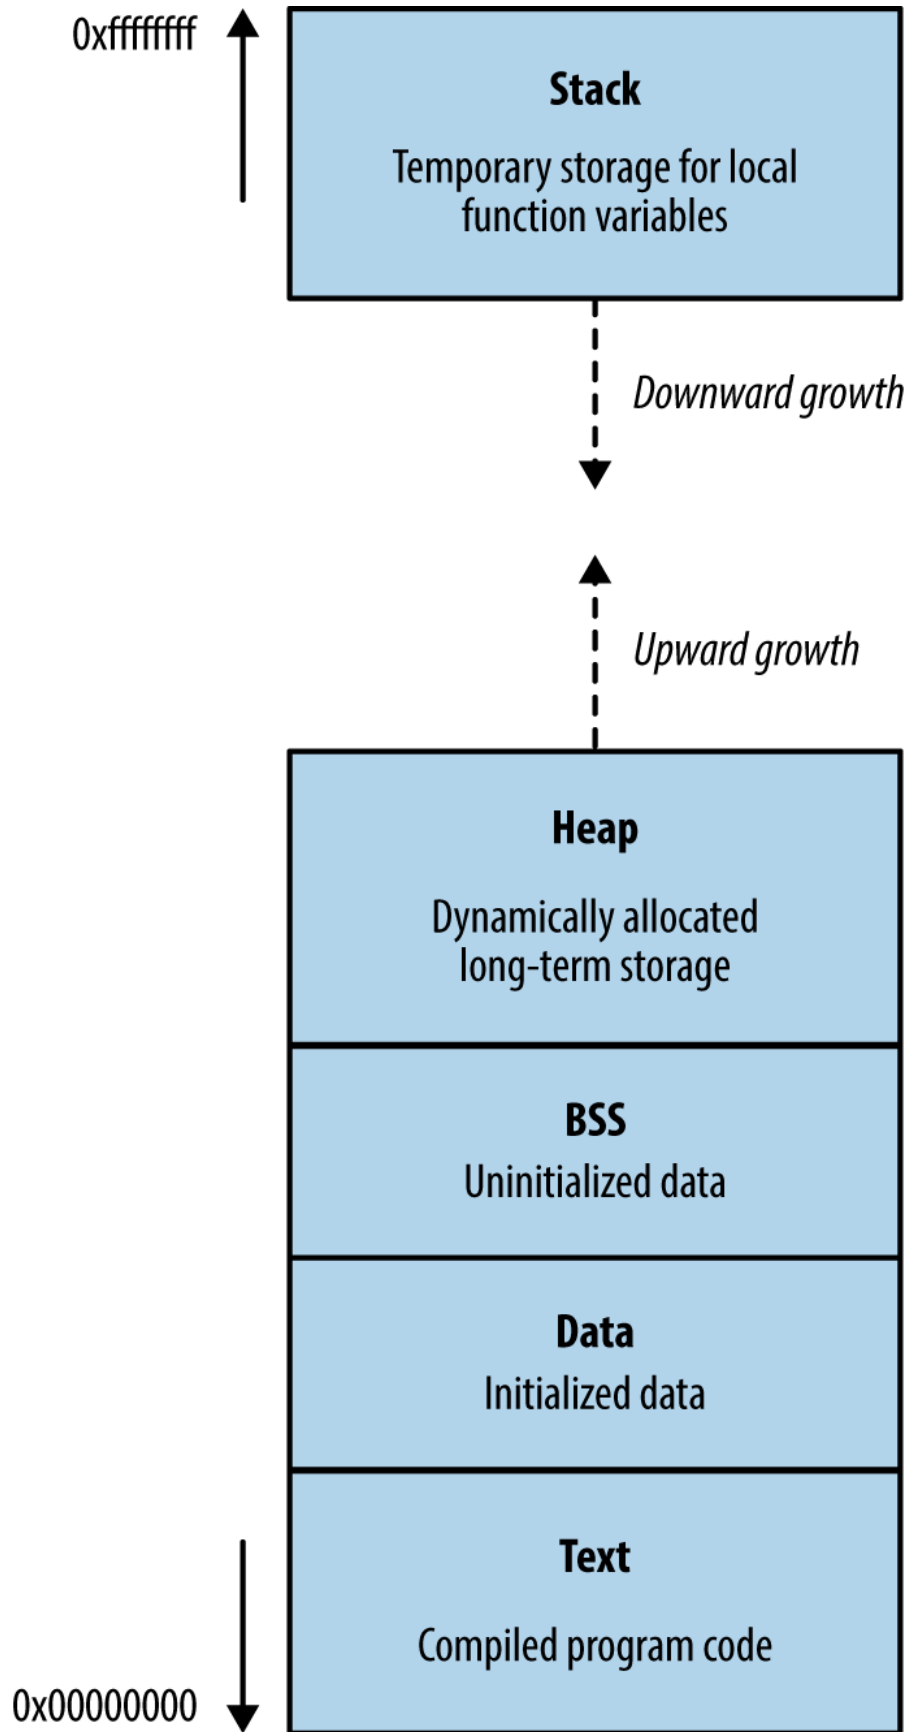 0xffffffff
Stack
Temporary storage for local
function variables
Downward growth
Upward growth
Heap
Dynamically allocated
long-term storage
BSS
Uninitialized data
Data
Initialized data
Text
Compiled program code
0x00000000